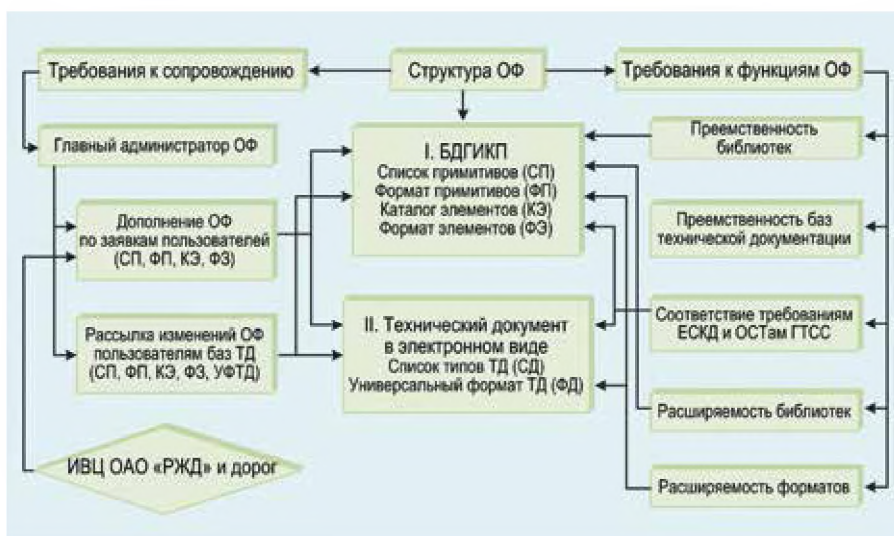 Требования к сопровождению
Структура ОФ
Требования к функциям ОФ
Главный администратор ОФ
I. БДГИКП
Список примитивов (СП)
Формат примитивов (ФП)
Каталог элементов (КЭ)
Формат элементов (ФЭ)
Преемственность
библиотек
Дополнение ОФ
по заявкам пользователей
(СП, ФП, КЭ, ФЗ)
Преемственность баз
технической документации
Рассылка изменений ОФ
пользователям баз ТД
(СП, ФП, КЭ, ФЗ, УФТД)
II. Технический документ
в электронном виде
Список типов ТД (СД)
Универсальный формат ТД (ФД)
Соответствие требованиям
ЕСКД и ОСТам ГТСС
Расширяемость библиотек
ИВЦ ОАО «РЖД» и дорог
Расширяемость форматов